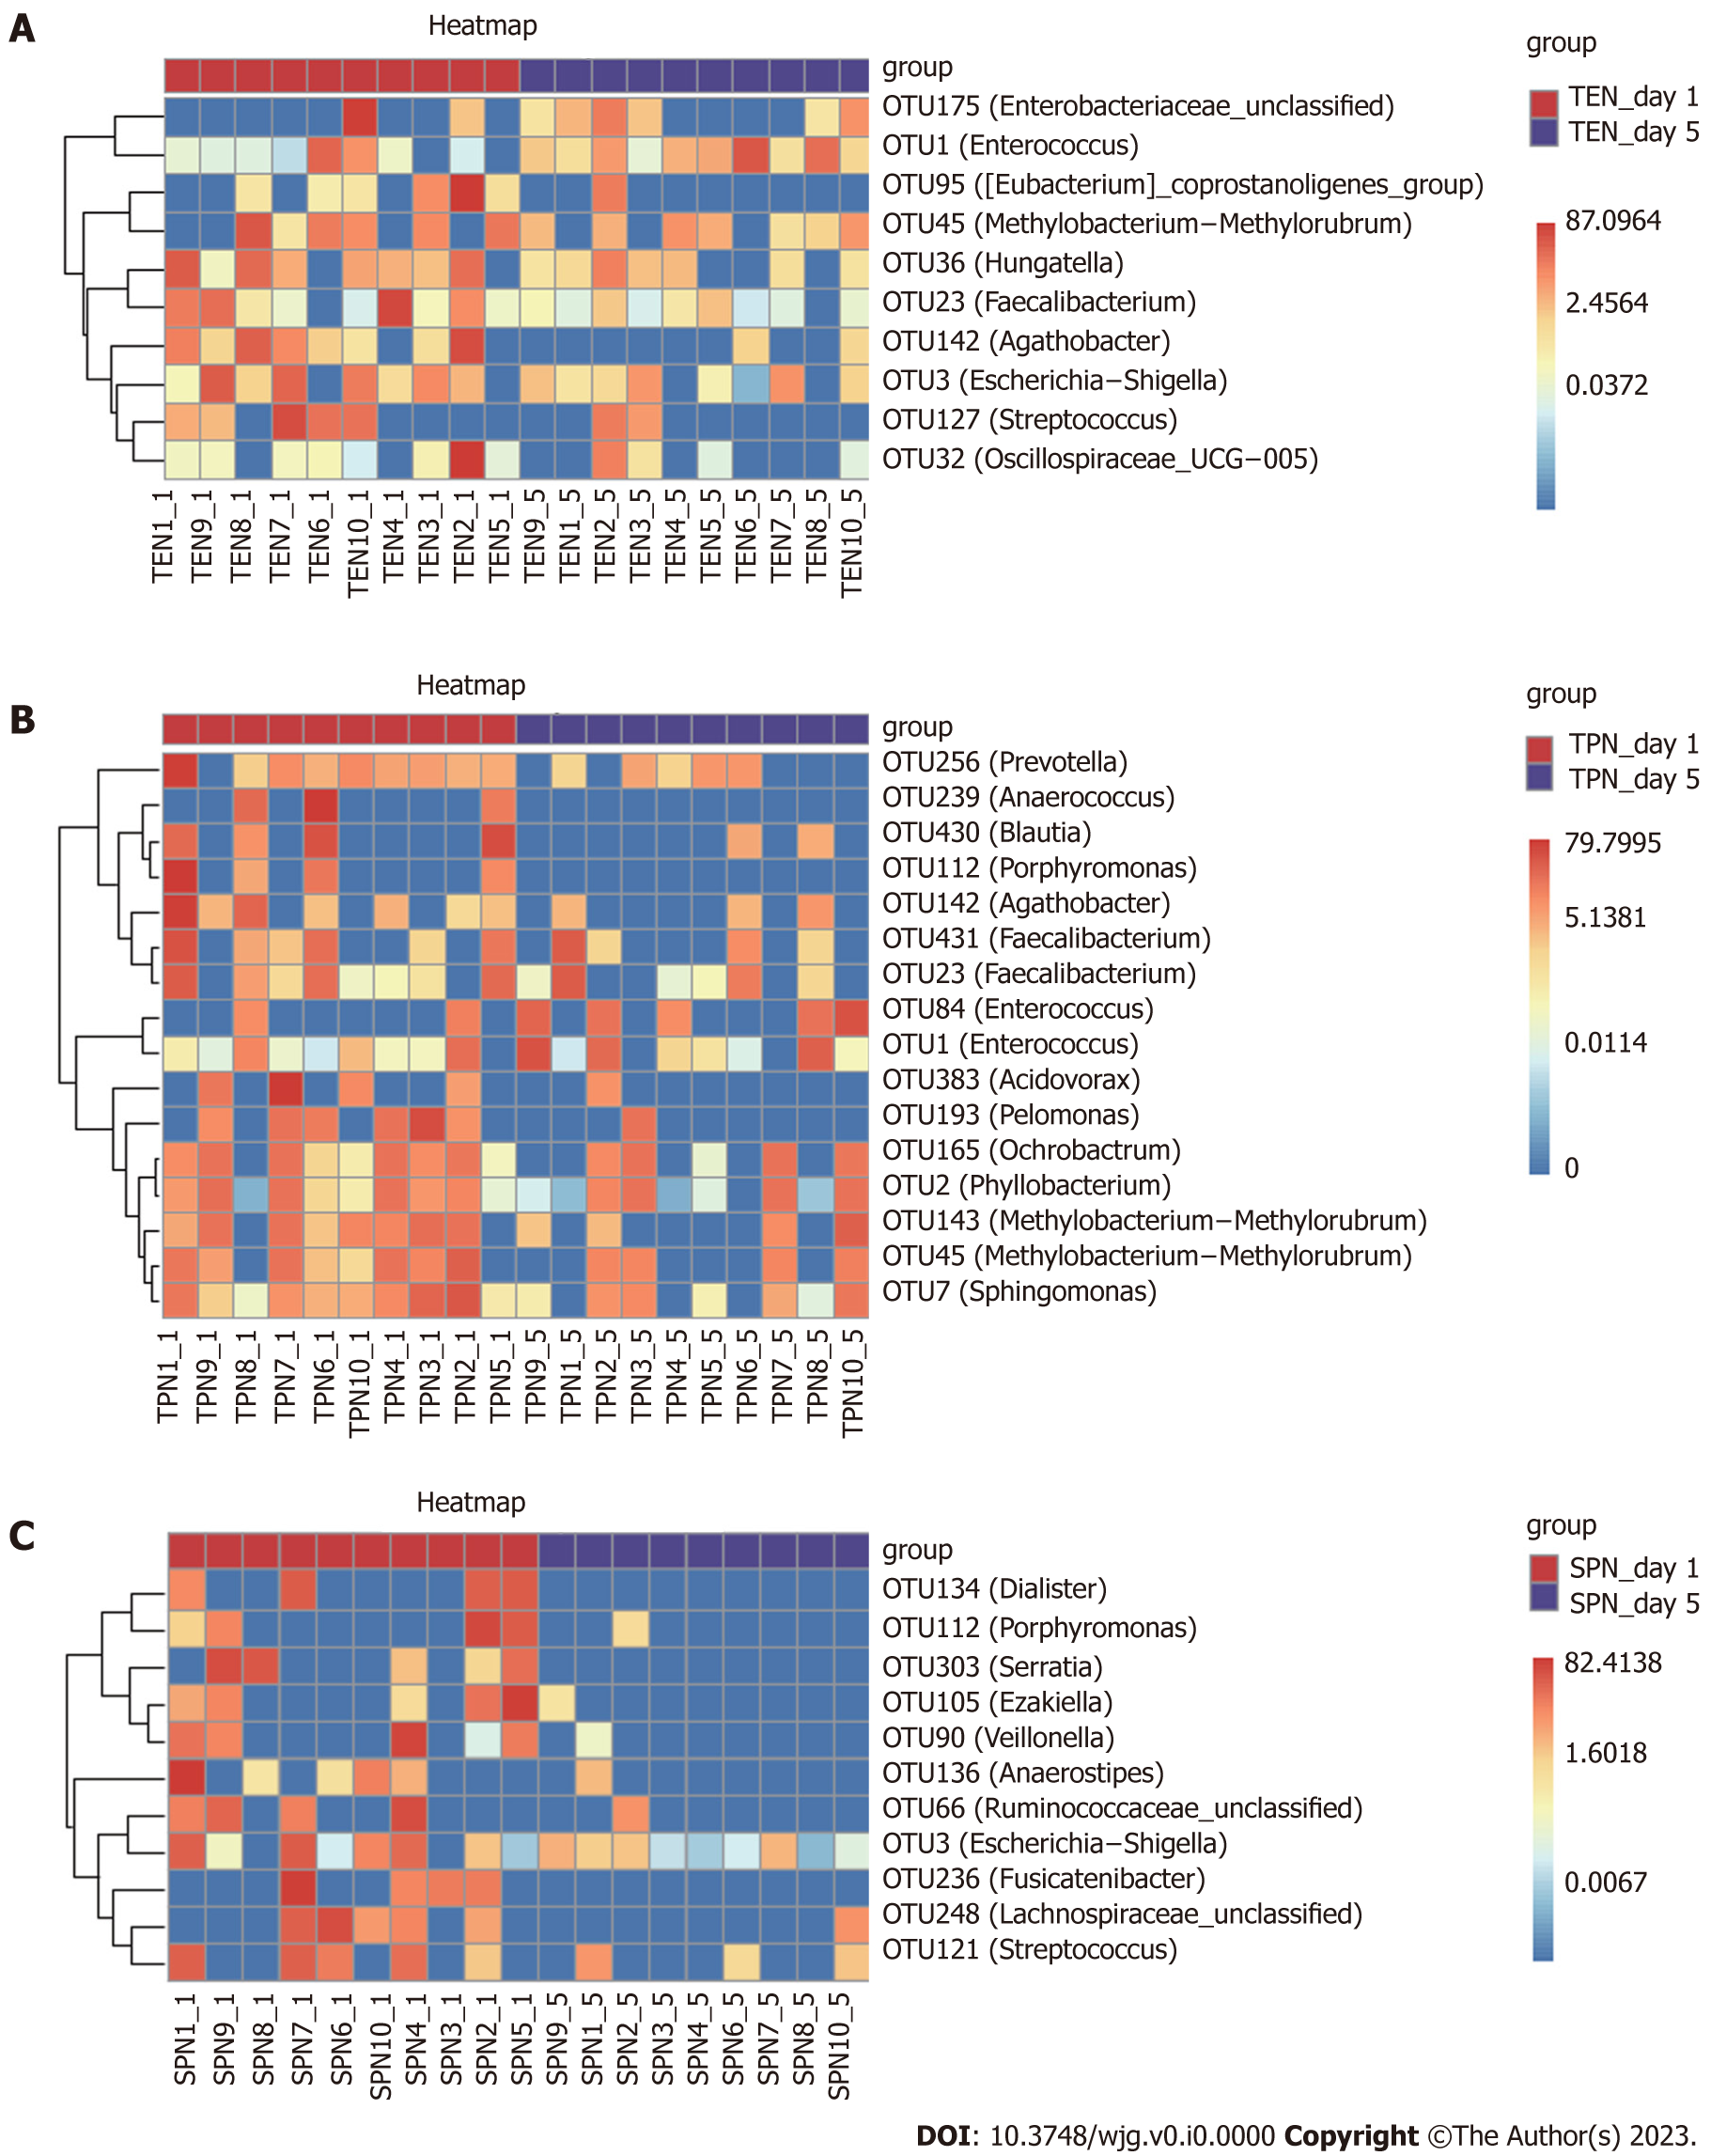 A
Heatmap
group
group
TEN_day 1
TEN_day 5
OTU175 (Enterobacteriaceae_unclassified)
OTU1 (Enterococcus)
OTU95 ([Eubacterium]_coprostanoligenes_group)
OTU45 (Methylobacterium−Methylorubrum)
OTU36 (Hungatella)
OTU23 (Faecalibacterium)
OTU142 (Agathobacter)
OTU3 (Escherichia−Shigella)
OTU127 (Streptococcus)
OTU32 (Oscillospiraceae_UCG−005)
87.0964
2.4564
0.0372
TEN1_1
TEN9_1
TEN8_1
TEN7_1
TEN6_1
TEN10_1
TEN4_1
TEN3_1
TEN2_1
TEN5_1
TEN9_5
TEN1_5
TEN2_5
TEN3_5
TEN4_5
TEN5_5
TEN6_5
TEN7_5
TEN8_5
TEN10_5
B
Heatmap
group
group
TPN_day 1
TPN_day 5
OTU256 (Prevotella)
OTU239 (Anaerococcus)
OTU430 (Blautia)
OTU112 (Porphyromonas)
OTU142 (Agathobacter)
OTU431 (Faecalibacterium)
OTU23 (Faecalibacterium)
OTU84 (Enterococcus)
OTU1 (Enterococcus)
OTU383 (Acidovorax)
OTU193 (Pelomonas)
OTU165 (Ochrobactrum)
OTU2 (Phyllobacterium)
OTU143 (Methylobacterium−Methylorubrum)
OTU45 (Methylobacterium−Methylorubrum)
OTU7 (Sphingomonas)
79.7995
5.1381
0.0114
0
TPN1_1
TPN9_1
TPN8_1
TPN7_1
TPN6_1
TPN10_1
TPN4_1
TPN3_1
TPN2_1
TPN5_1
TPN9_5
TPN1_5
TPN2_5
TPN3_5
TPN4_5
TPN5_5
TPN6_5
TPN7_5
TPN8_5
TPN10_5
C
Heatmap
group
group
SPN_day 1
SPN_day 5
OTU134 (Dialister)
OTU112 (Porphyromonas)
OTU303 (Serratia)
OTU105 (Ezakiella)
OTU90 (Veillonella)
OTU136 (Anaerostipes)
OTU66 (Ruminococcaceae_unclassified)
OTU3 (Escherichia−Shigella)
OTU236 (Fusicatenibacter)
OTU248 (Lachnospiraceae_unclassified)
OTU121 (Streptococcus)
82.4138
1.6018
0.0067
SPN1_1
SPN9_1
SPN8_1
SPN7_1
SPN6_1
SPN10_1
SPN4_1
SPN3_1
SPN2_1
SPN5_1
SPN9_5
SPN1_5
SPN2_5
SPN3_5
SPN4_5
SPN6_5
SPN7_5
SPN8_5
SPN10_5
DOI: 10.3748/wjg.v0.i0.0000 Copyright ©The Author(s) 2023.